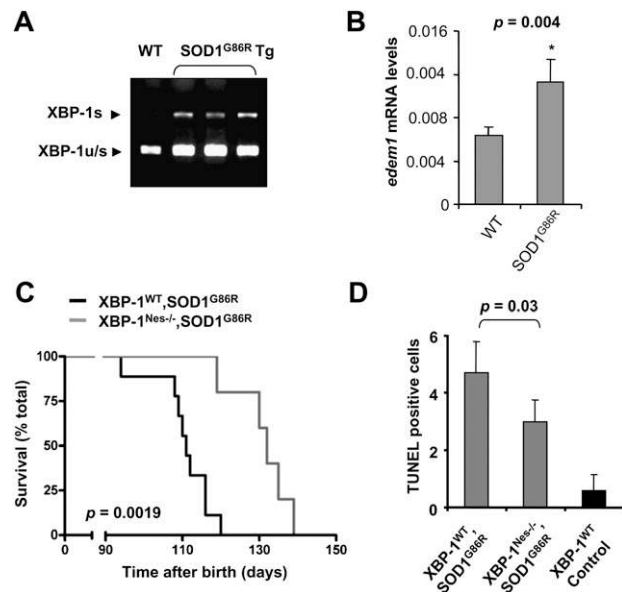 A
WT SOD1G86R Tg
XBP-1s
XBP-1u/s
B
p = 0.004
*
edem1 mRNA levels
0.016
0.004
0.008
0.004
0
WT
SOD1G86R
C
XBP-1WT,SOD1G86R
XBP-1Nes-/-,SOD1G86R
Survival (% total)
100
75
50
25
0
p = 0.0019
0 90 110 130 150
Time after birth (days)
D
p = 0.03
TUNEL positive cells
6
4
2
0
XBP-1WT,
SOD1G86R
XBP-1Nes-/-,
SOD1G86R
XBP-1WT
Control